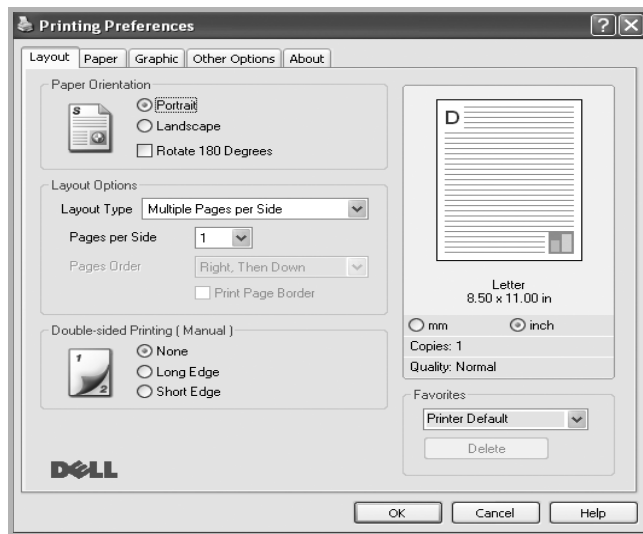 Printing Preferences
Layout Paper Graphic Other Options About
Paper Orientation
S
Portrait
Landscape
Rotate 180 Degrees
Layout Options
Layout Type Multiple Pages per Side
Pages per Side 1
Pages Order Right, Then Down
Print Page Border
Double-sided Printing ( Manual )
1
2
None
Long Edge
Short Edge
DELL
D
Letter
8.50 x 11.00 in
mm inch
Copies: 1
Quality: Normal
Favorites
Printer Default
Delete
OK Cancel Help